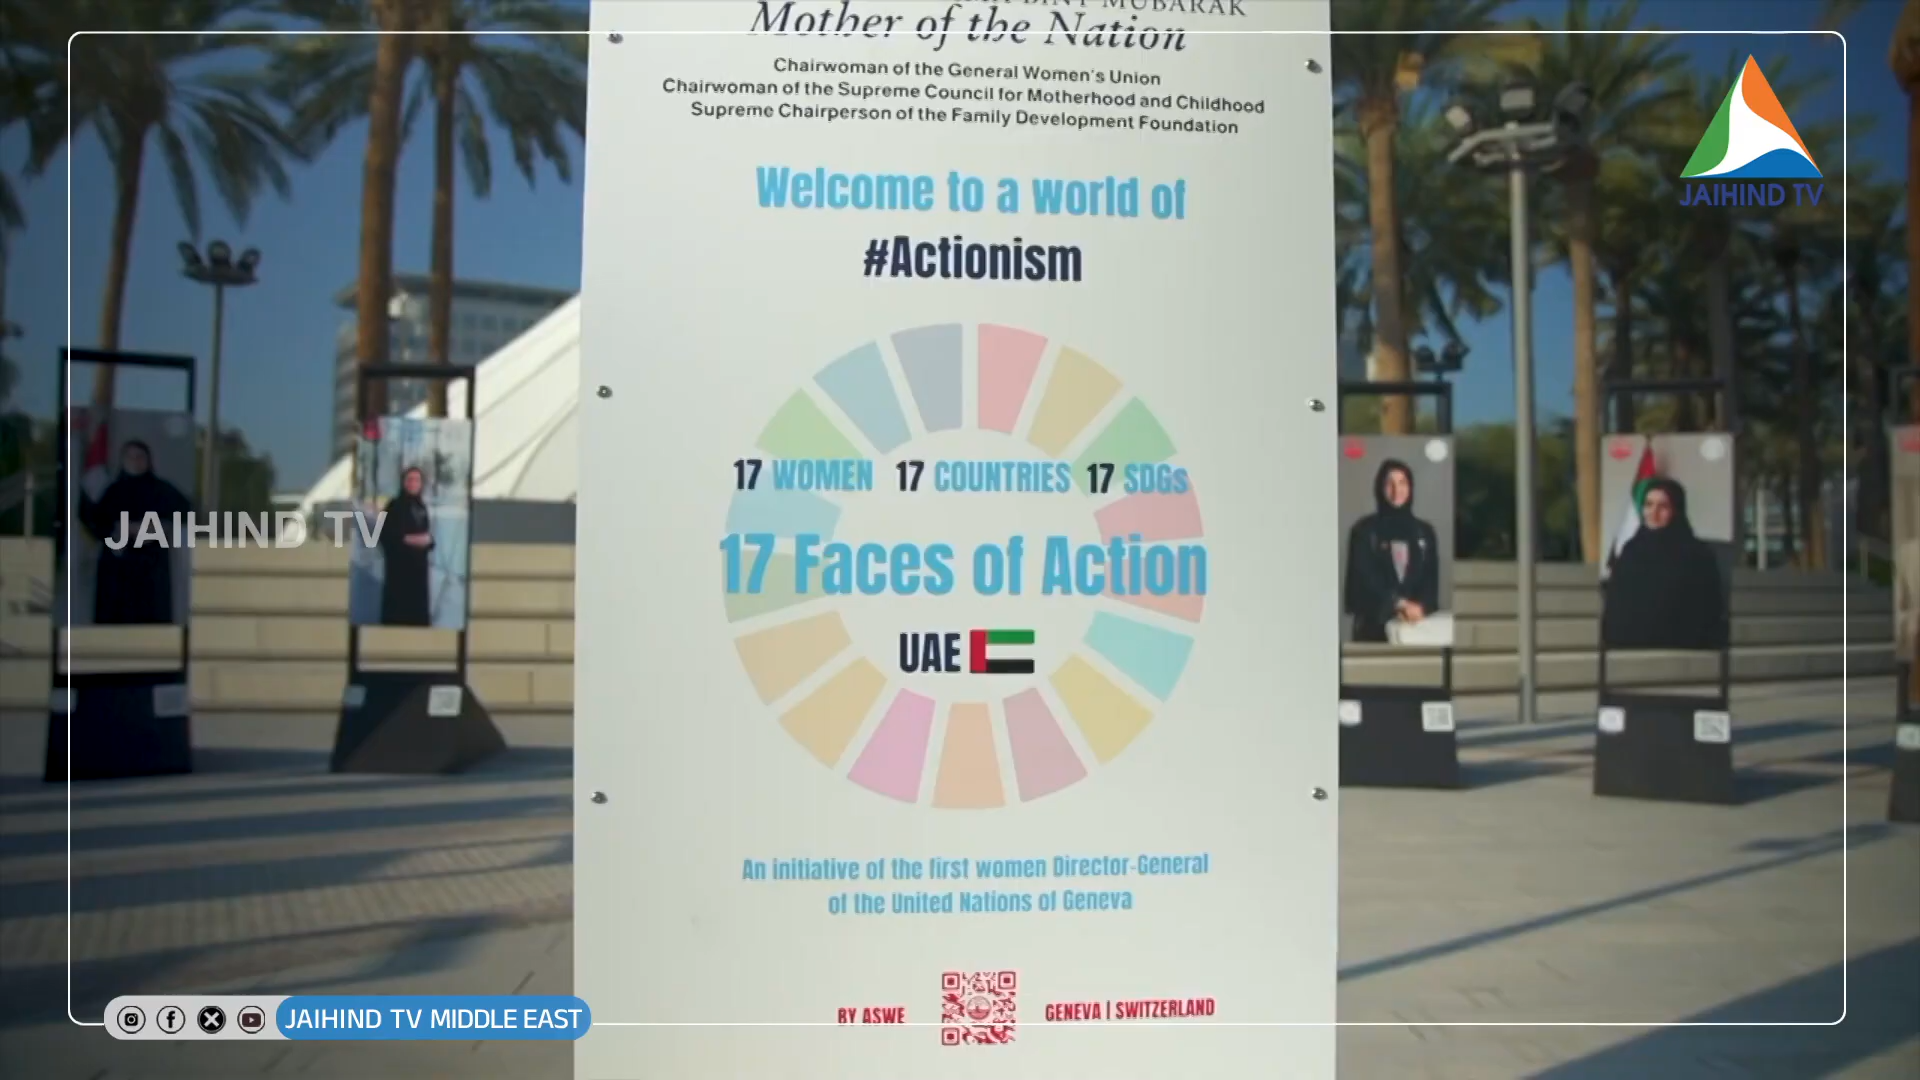 BINT MUBARAK
Mother of the Nation
Chairwoman of the General Women's Union
Chairwoman of the Supreme Council for Motherhood and Childhood
Supreme Chairperson of the Family Development Foundation
Welcome to a world of
#Actionism
17 WOMEN 17 COUNTRIES 17 SDGs
17 Faces of Action
UAE
An initiative of the first women Director-General
of the United Nations of Geneva
BY ASWE
GENEVA | SWITZERLAND
JAIHIND TV
JAIHIND TV
JAIHIND TV MIDDLE EAST